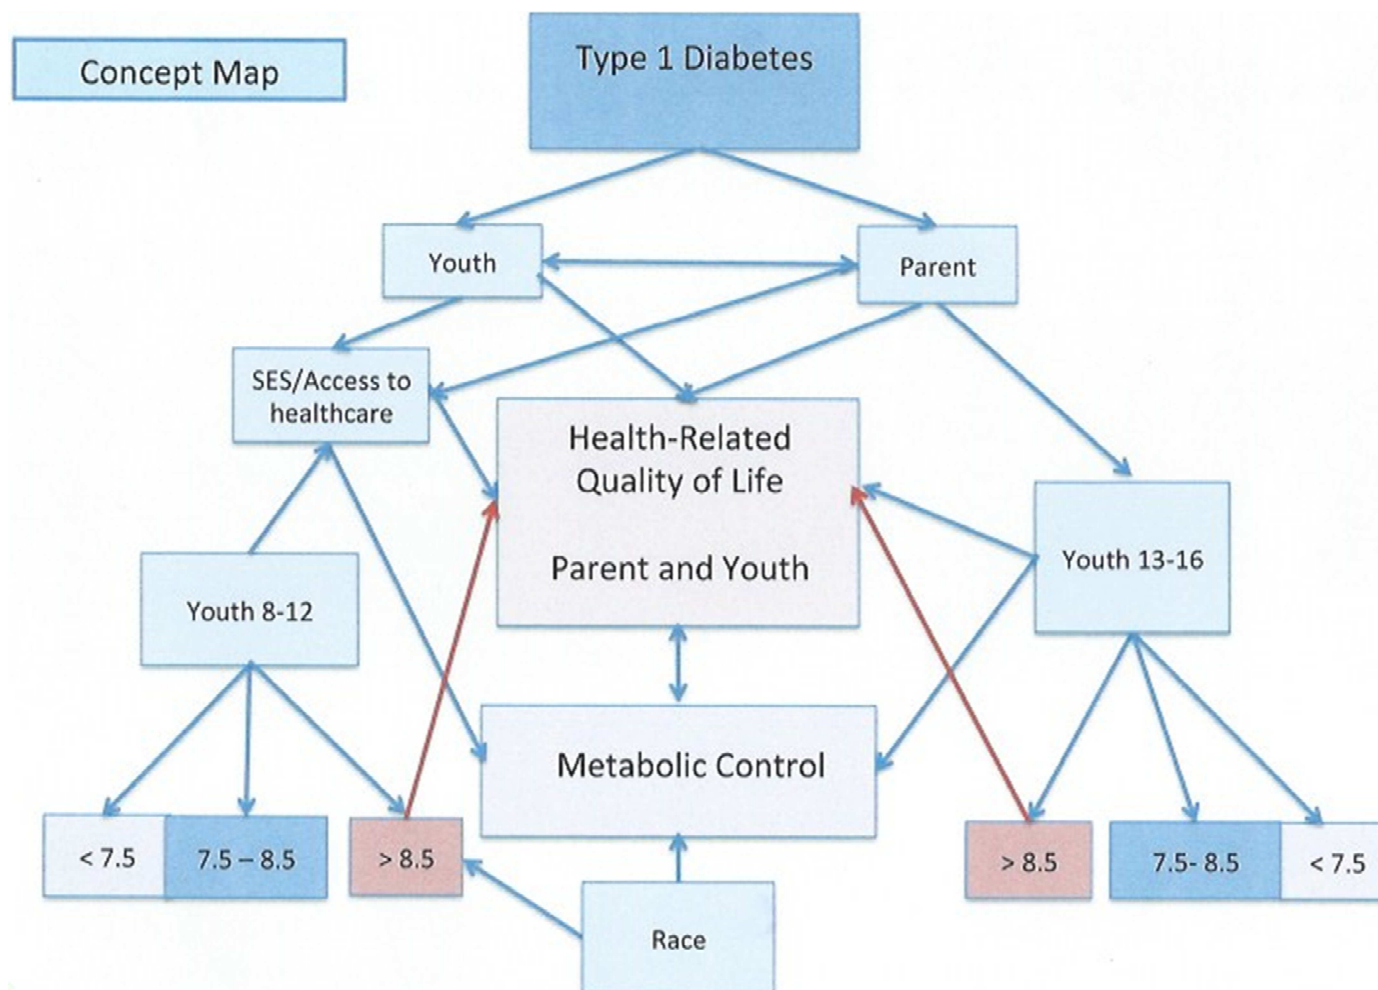 Concept Map
Type 1 Diabetes
Youth
Parent
SES/Access to
healthcare
Health-Related
Quality of Life
Parent and Youth
Youth 13-16
Youth 8-12
Metabolic Control
< 7.5
7.5 – 8.5
> 8.5
> 8.5
7.5- 8.5
< 7.5
Race